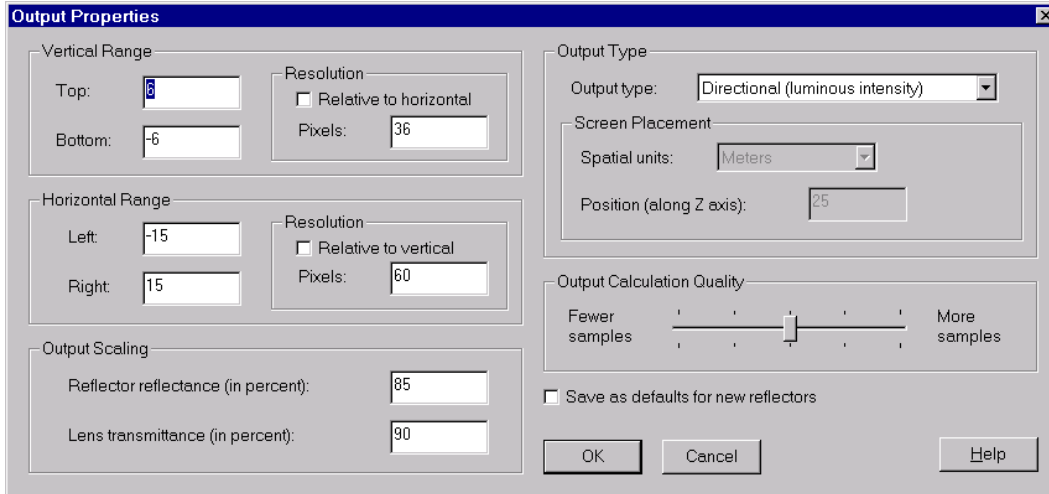 Output Properties
Vertical Range
Top: 6
Bottom: -6
Resolution
Relative to horizontal
Pixels: 36
Horizontal Range
Left: -15
Right: 15
Resolution
Relative to vertical
Pixels: 60
Output Scaling
Reflector reflectance (in percent): 85
Lens transmittance (in percent): 90
Output Type
Output type: Directional (luminous intensity)
Screen Placement
Spatial units: Meters
Position (along Z axis): 25
Output Calculation Quality
Fewer samples
More samples
Save as defaults for new reflectors
OK Cancel Help